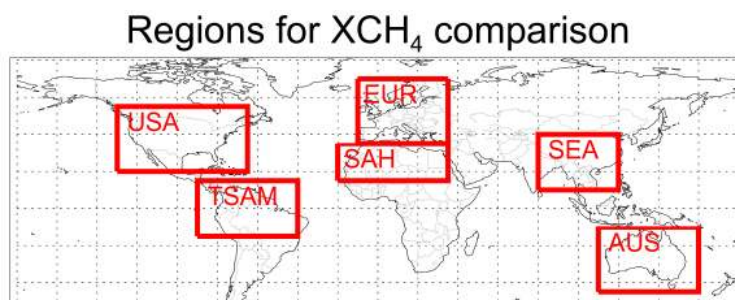 Regions for XCH₄ comparison
EUR
USA
SAH
SEA
TSAM
AUS